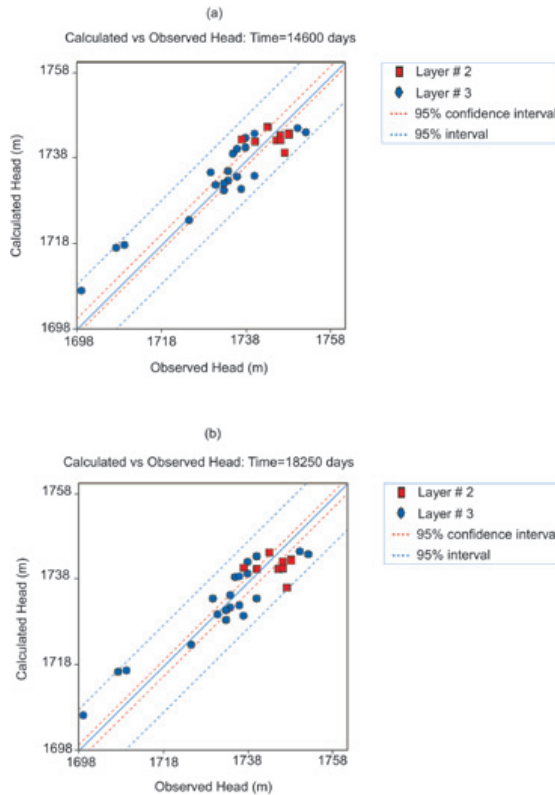 (a)
Calculated vs Observed Head: Time=14600 days
1758
1738
1718
1698
Calculated Head (m)
1698 1718 1738 1758
Observed Head (m)
Layer # 2
Layer # 3
95% confidence interval
95% interval
(b)
Calculated vs Observed Head: Time=18250 days
1758
1738
1718
1698
Calculated Head (m)
1698 1718 1738 1758
Observed Head (m)
Layer # 2
Layer # 3
95% confidence interval
95% interval